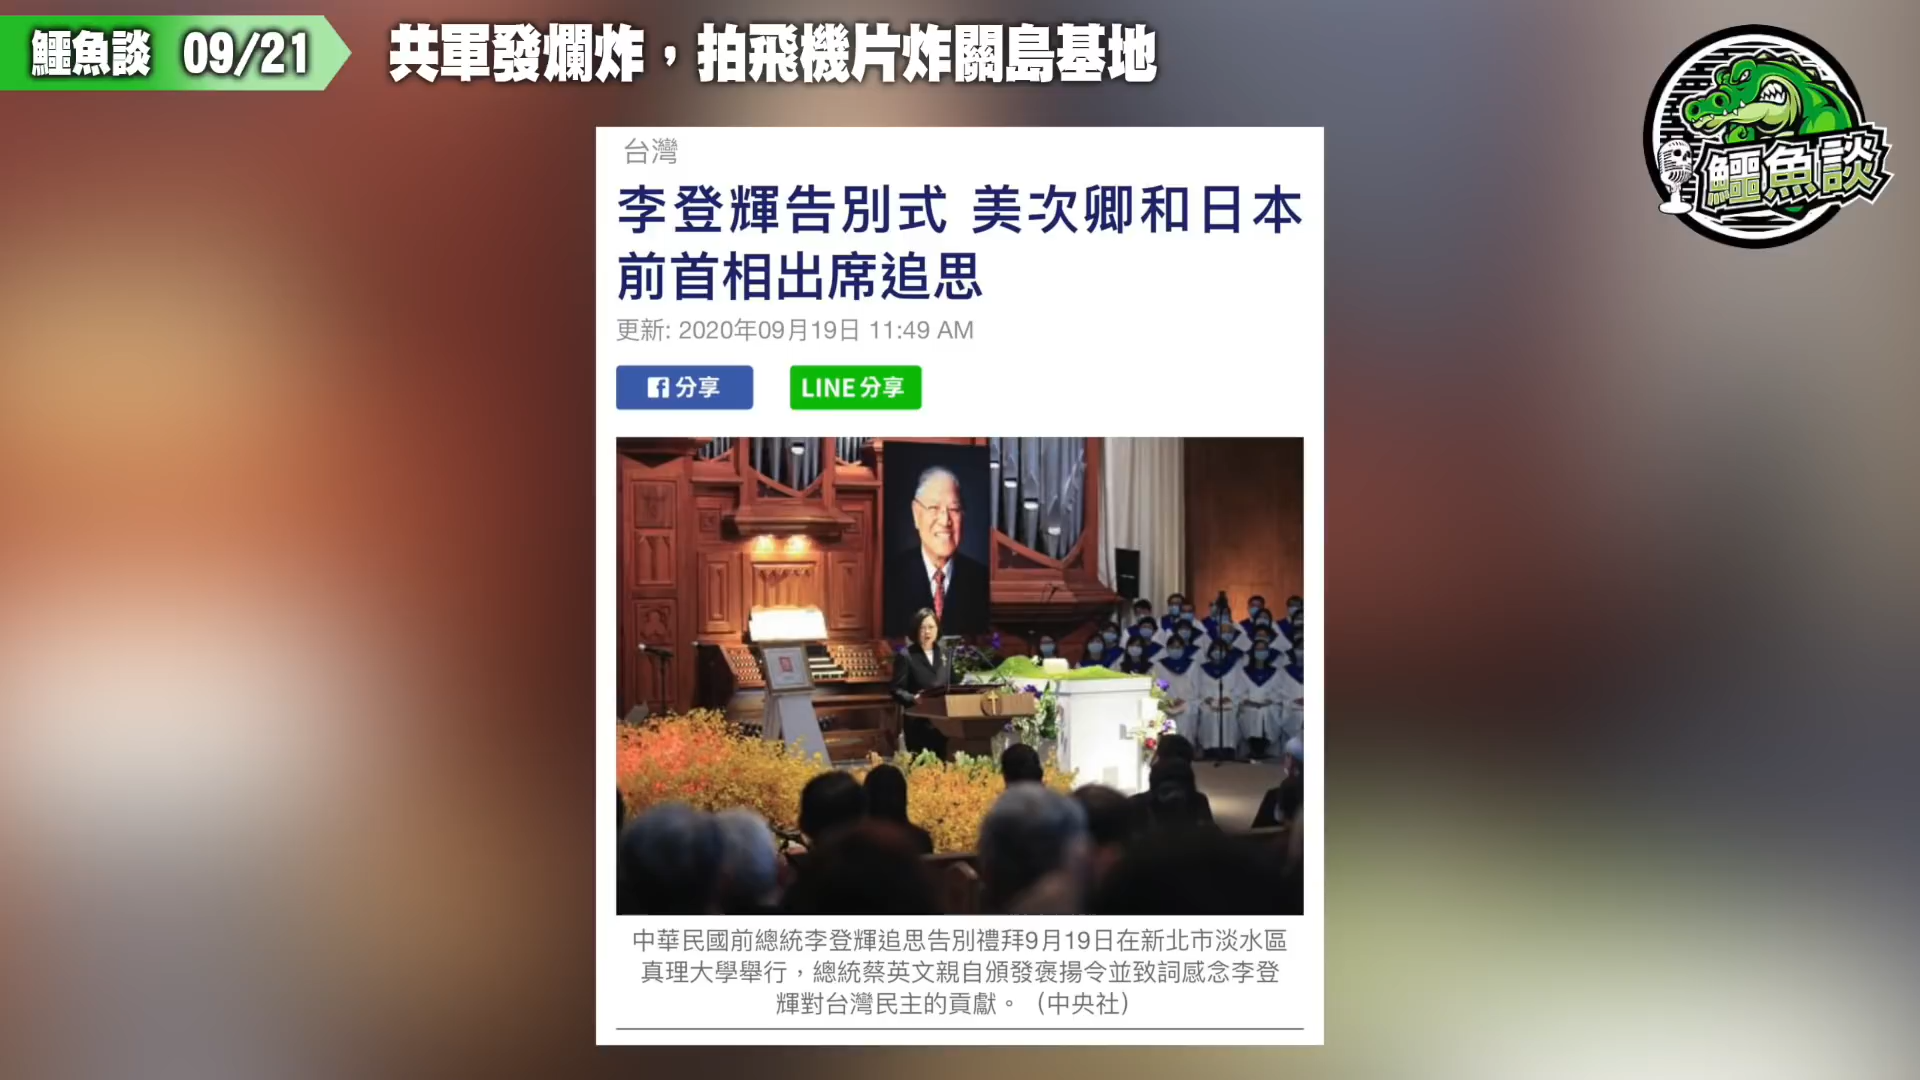 鱷魚談 09/21
共軍發爛炸，拍飛機片炸關島基地
鱷魚談
台灣
李登輝告別式 美次卿和日本
前首相出席追思
更新: 2020年09月19日 11:49 AM
分享
LINE分享
中華民國前總統李登輝追思告別禮拜9月19日在新北市淡水區
真理大學舉行，總統蔡英文親自頒發褒揚令並致詞感念李登
輝對台灣民主的貢獻。（中央社）